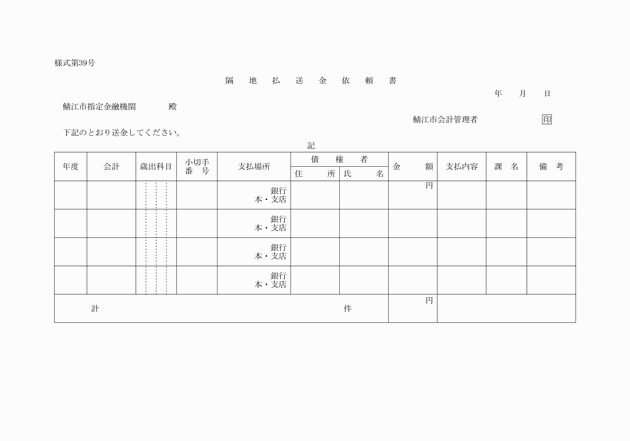 様式第39号
隔地払送金依頼書
年 月 日
鯖江市指定金融機関 殿
鯖江市会計管理者 印
下記のとおり送金してください。
記
年度 会計 歳出科目 小切手番号 支払場所 債権者 金額 支払内容 課名 備考
住所 氏名
銀行 円
本・支店
銀行
本・支店
銀行
本・支店
銀行
本・支店
計 件 円